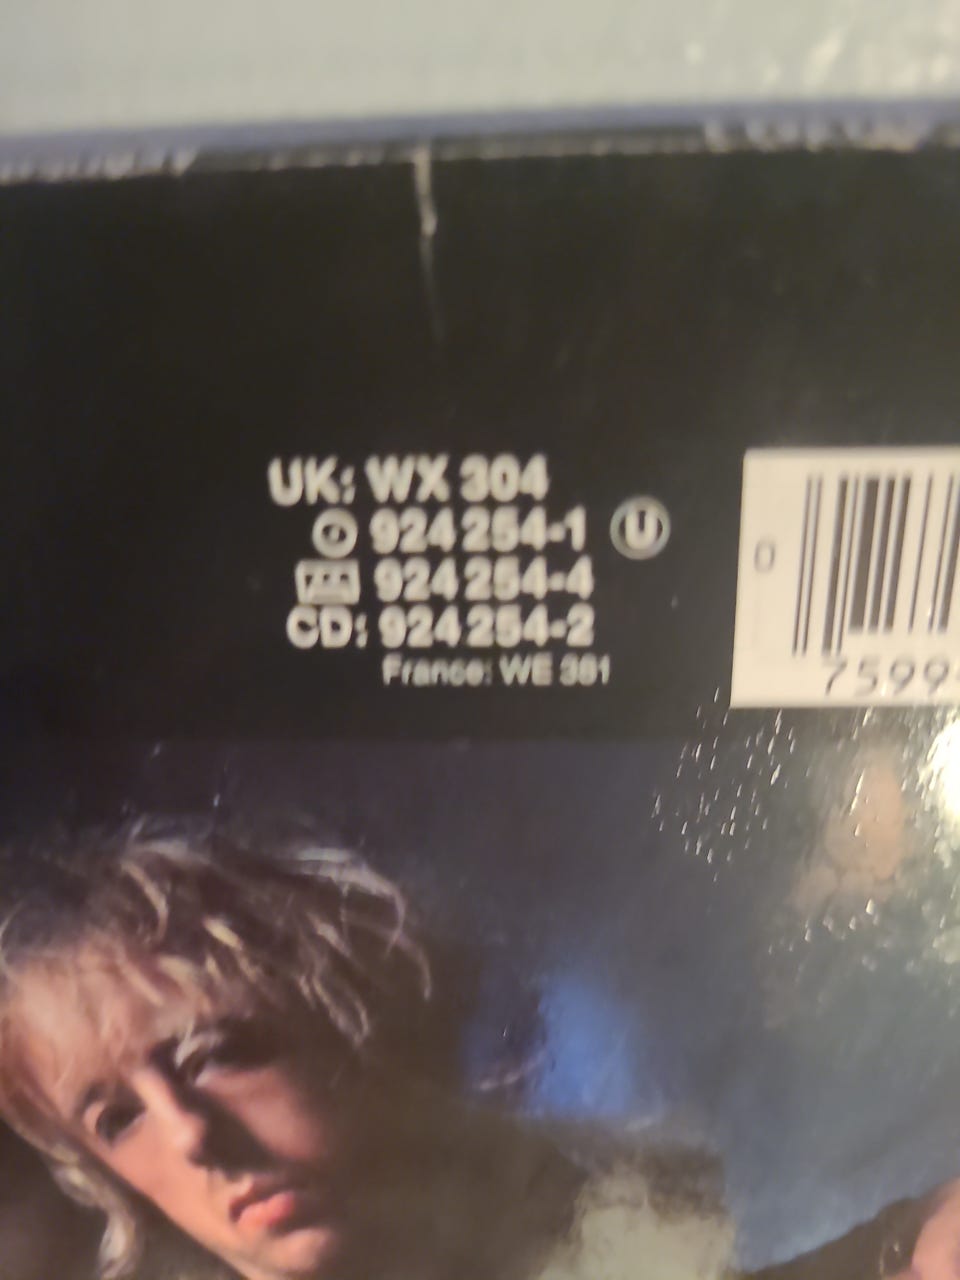 UK: WX 304
924 254-1 U
924 254-4
CD: 924 254-2
France: WE 381
0
7599